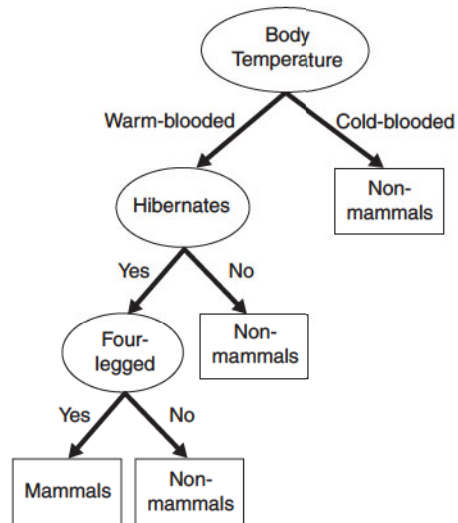 Body
Temperature
Warm-blooded
Cold-blooded
Hibernates
Non-
mammals
Yes
No
Four-
legged
Non-
mammals
Yes
No
Mammals
Non-
mammals